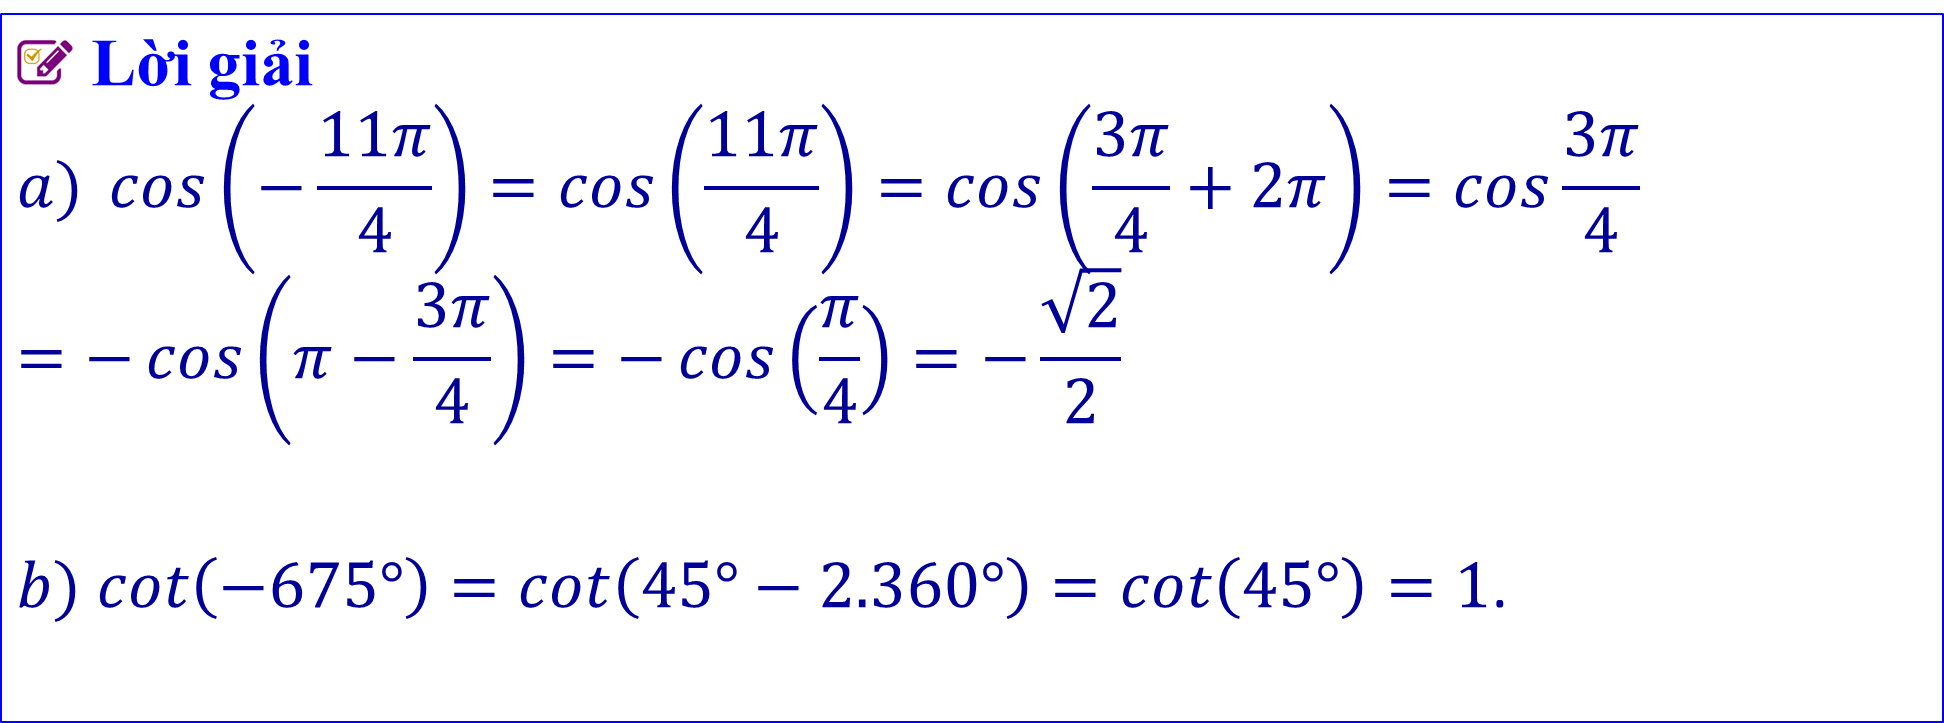 Lời giải
a) cos(−11π/4) = cos(11π/4) = cos(3π/4 + 2π) = cos 3π/4
= − cos(π − 3π/4) = − cos(π/4) = − √2/2
b) cot(−675°) = cot(45° − 2.360°) = cot(45°) = 1.